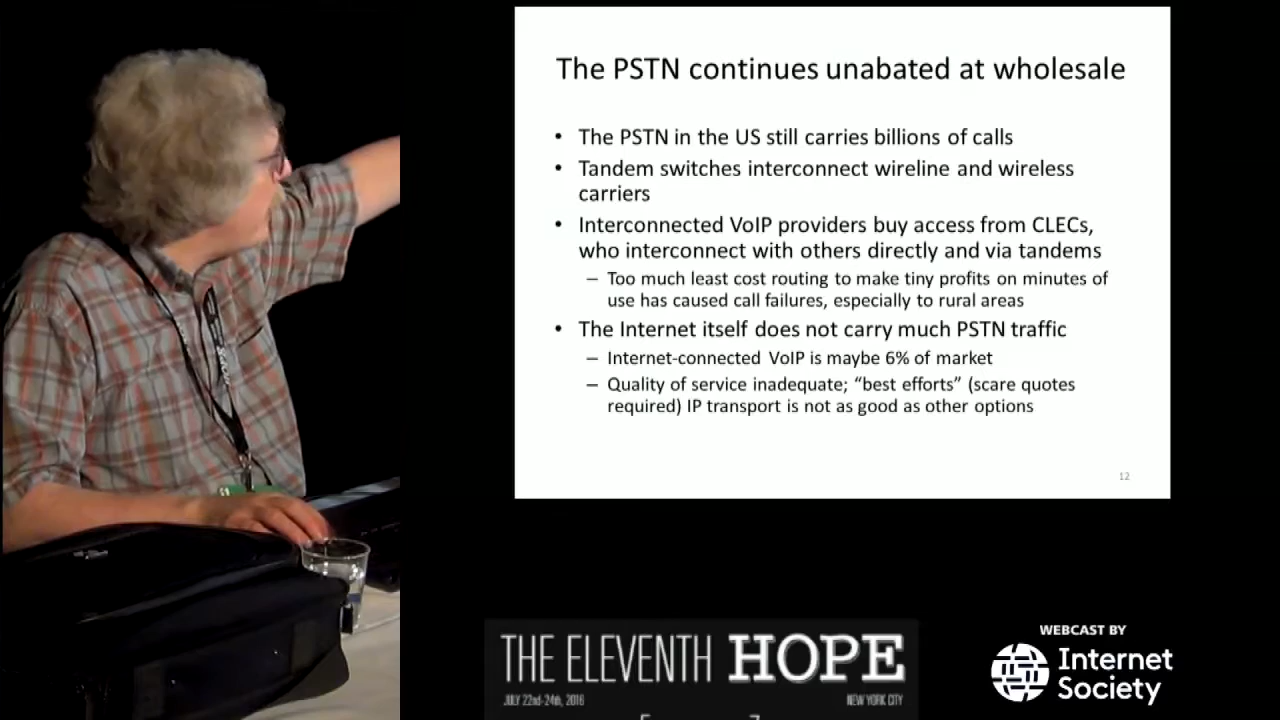 The PSTN continues unabated at wholesale
• The PSTN in the US still carries billions of calls
• Tandem switches interconnect wireline and wireless
carriers
• Interconnected VoIP providers buy access from CLECs,
who interconnect with others directly and via tandems
– Too much least cost routing to make tiny profits on minutes of
use has caused call failures, especially to rural areas
• The Internet itself does not carry much PSTN traffic
– Internet-connected VoIP is maybe 6% of market
– Quality of service inadequate; “best efforts” (scare quotes
required) IP transport is not as good as other options
12
THE ELEVENTH HOPE
JULY 22nd-24th, 2016 NEW YORK CITY
WEBCAST BY
Internet
Society